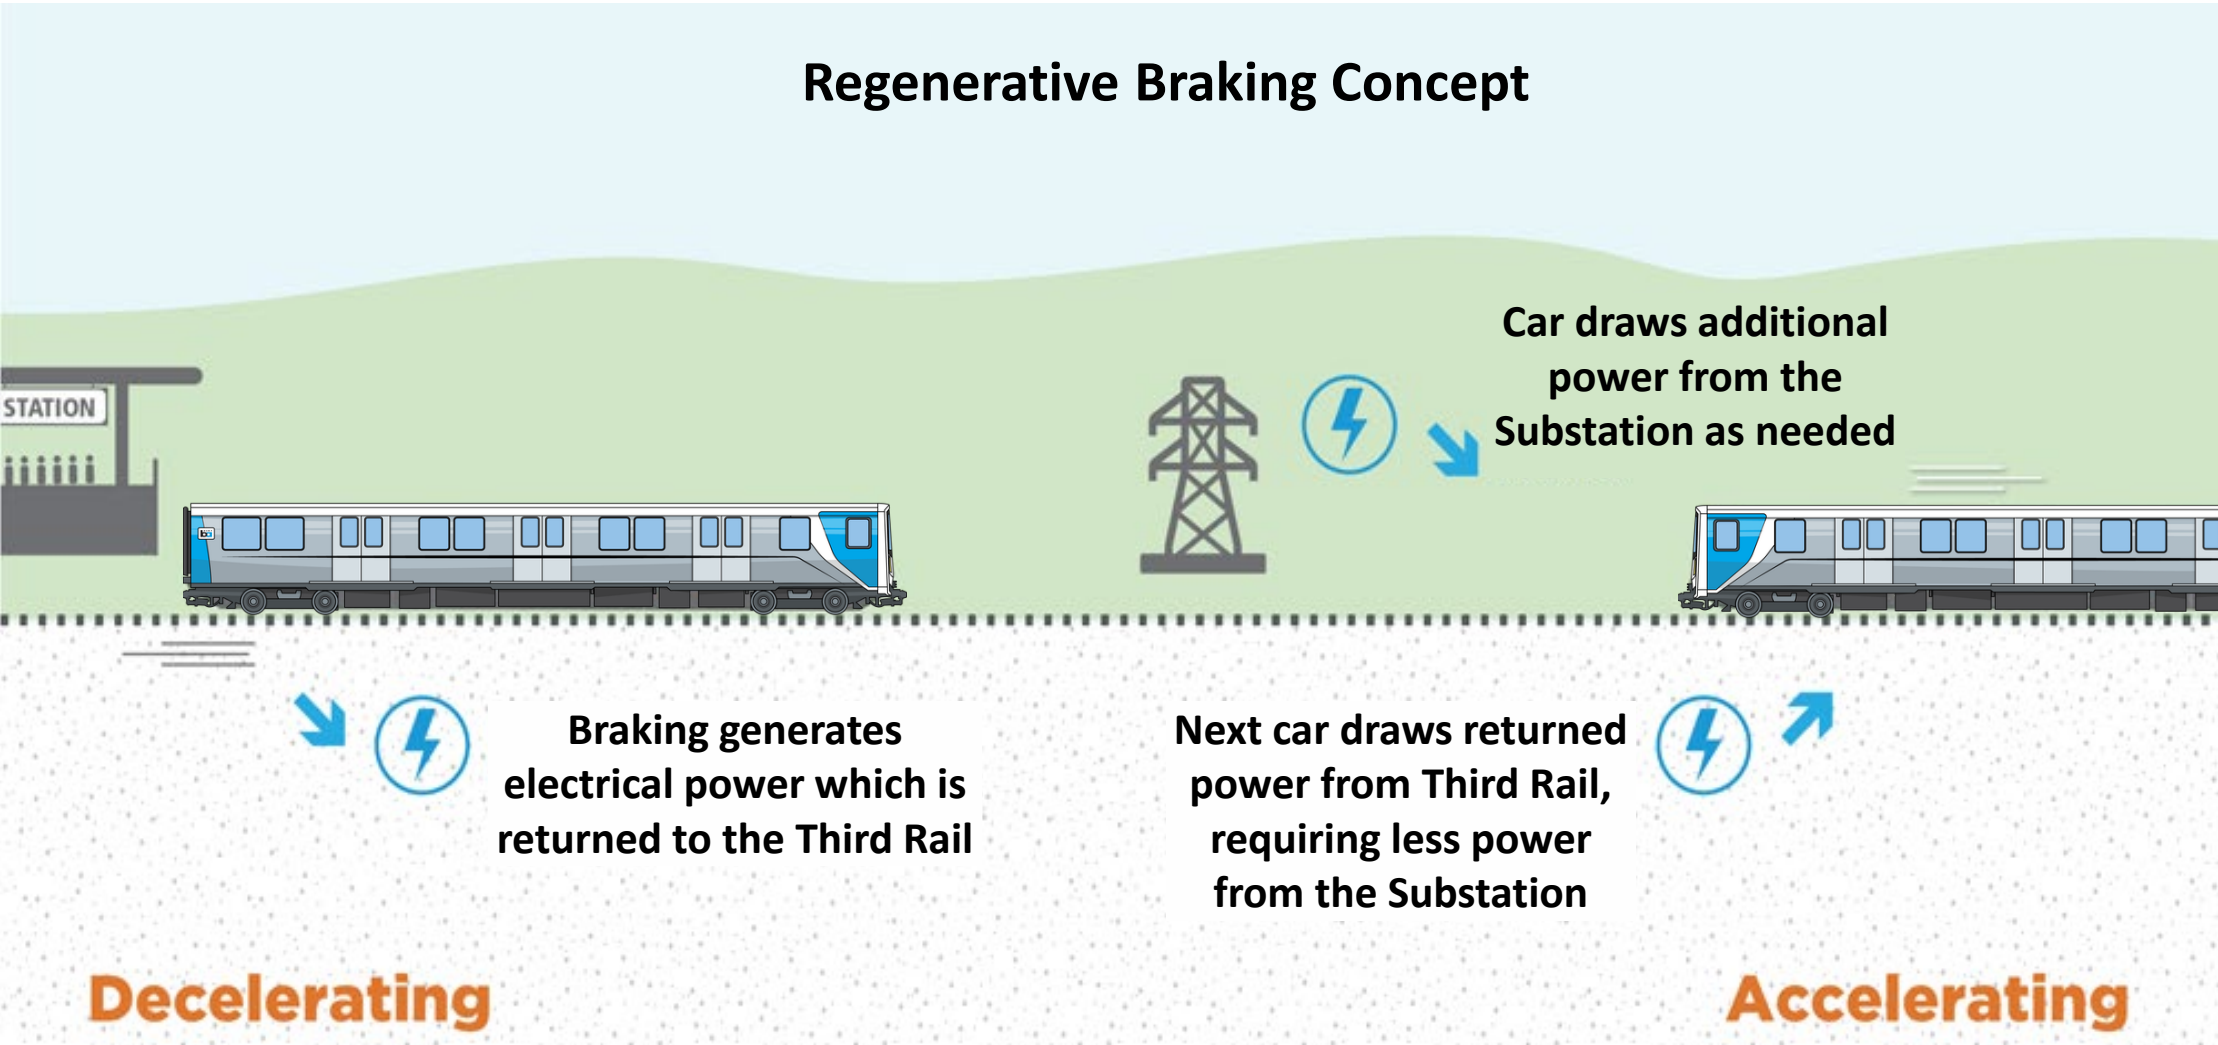 Regenerative Braking Concept
Car draws additional
power from the
Substation as needed
STATION
Braking generates
electrical power which is
returned to the Third Rail
Next car draws returned
power from Third Rail,
requiring less power
from the Substation
Decelerating
Accelerating